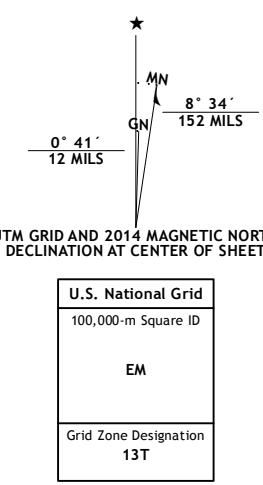 MN
8° 34´
152 MILS
GN
0° 41´
12 MILS
UTM GRID AND 2014 MAGNETIC NORT
DECLINATION AT CENTER OF SHEET
U.S. National Grid
100,000-m Square ID
EM
Grid Zone Designation
13T